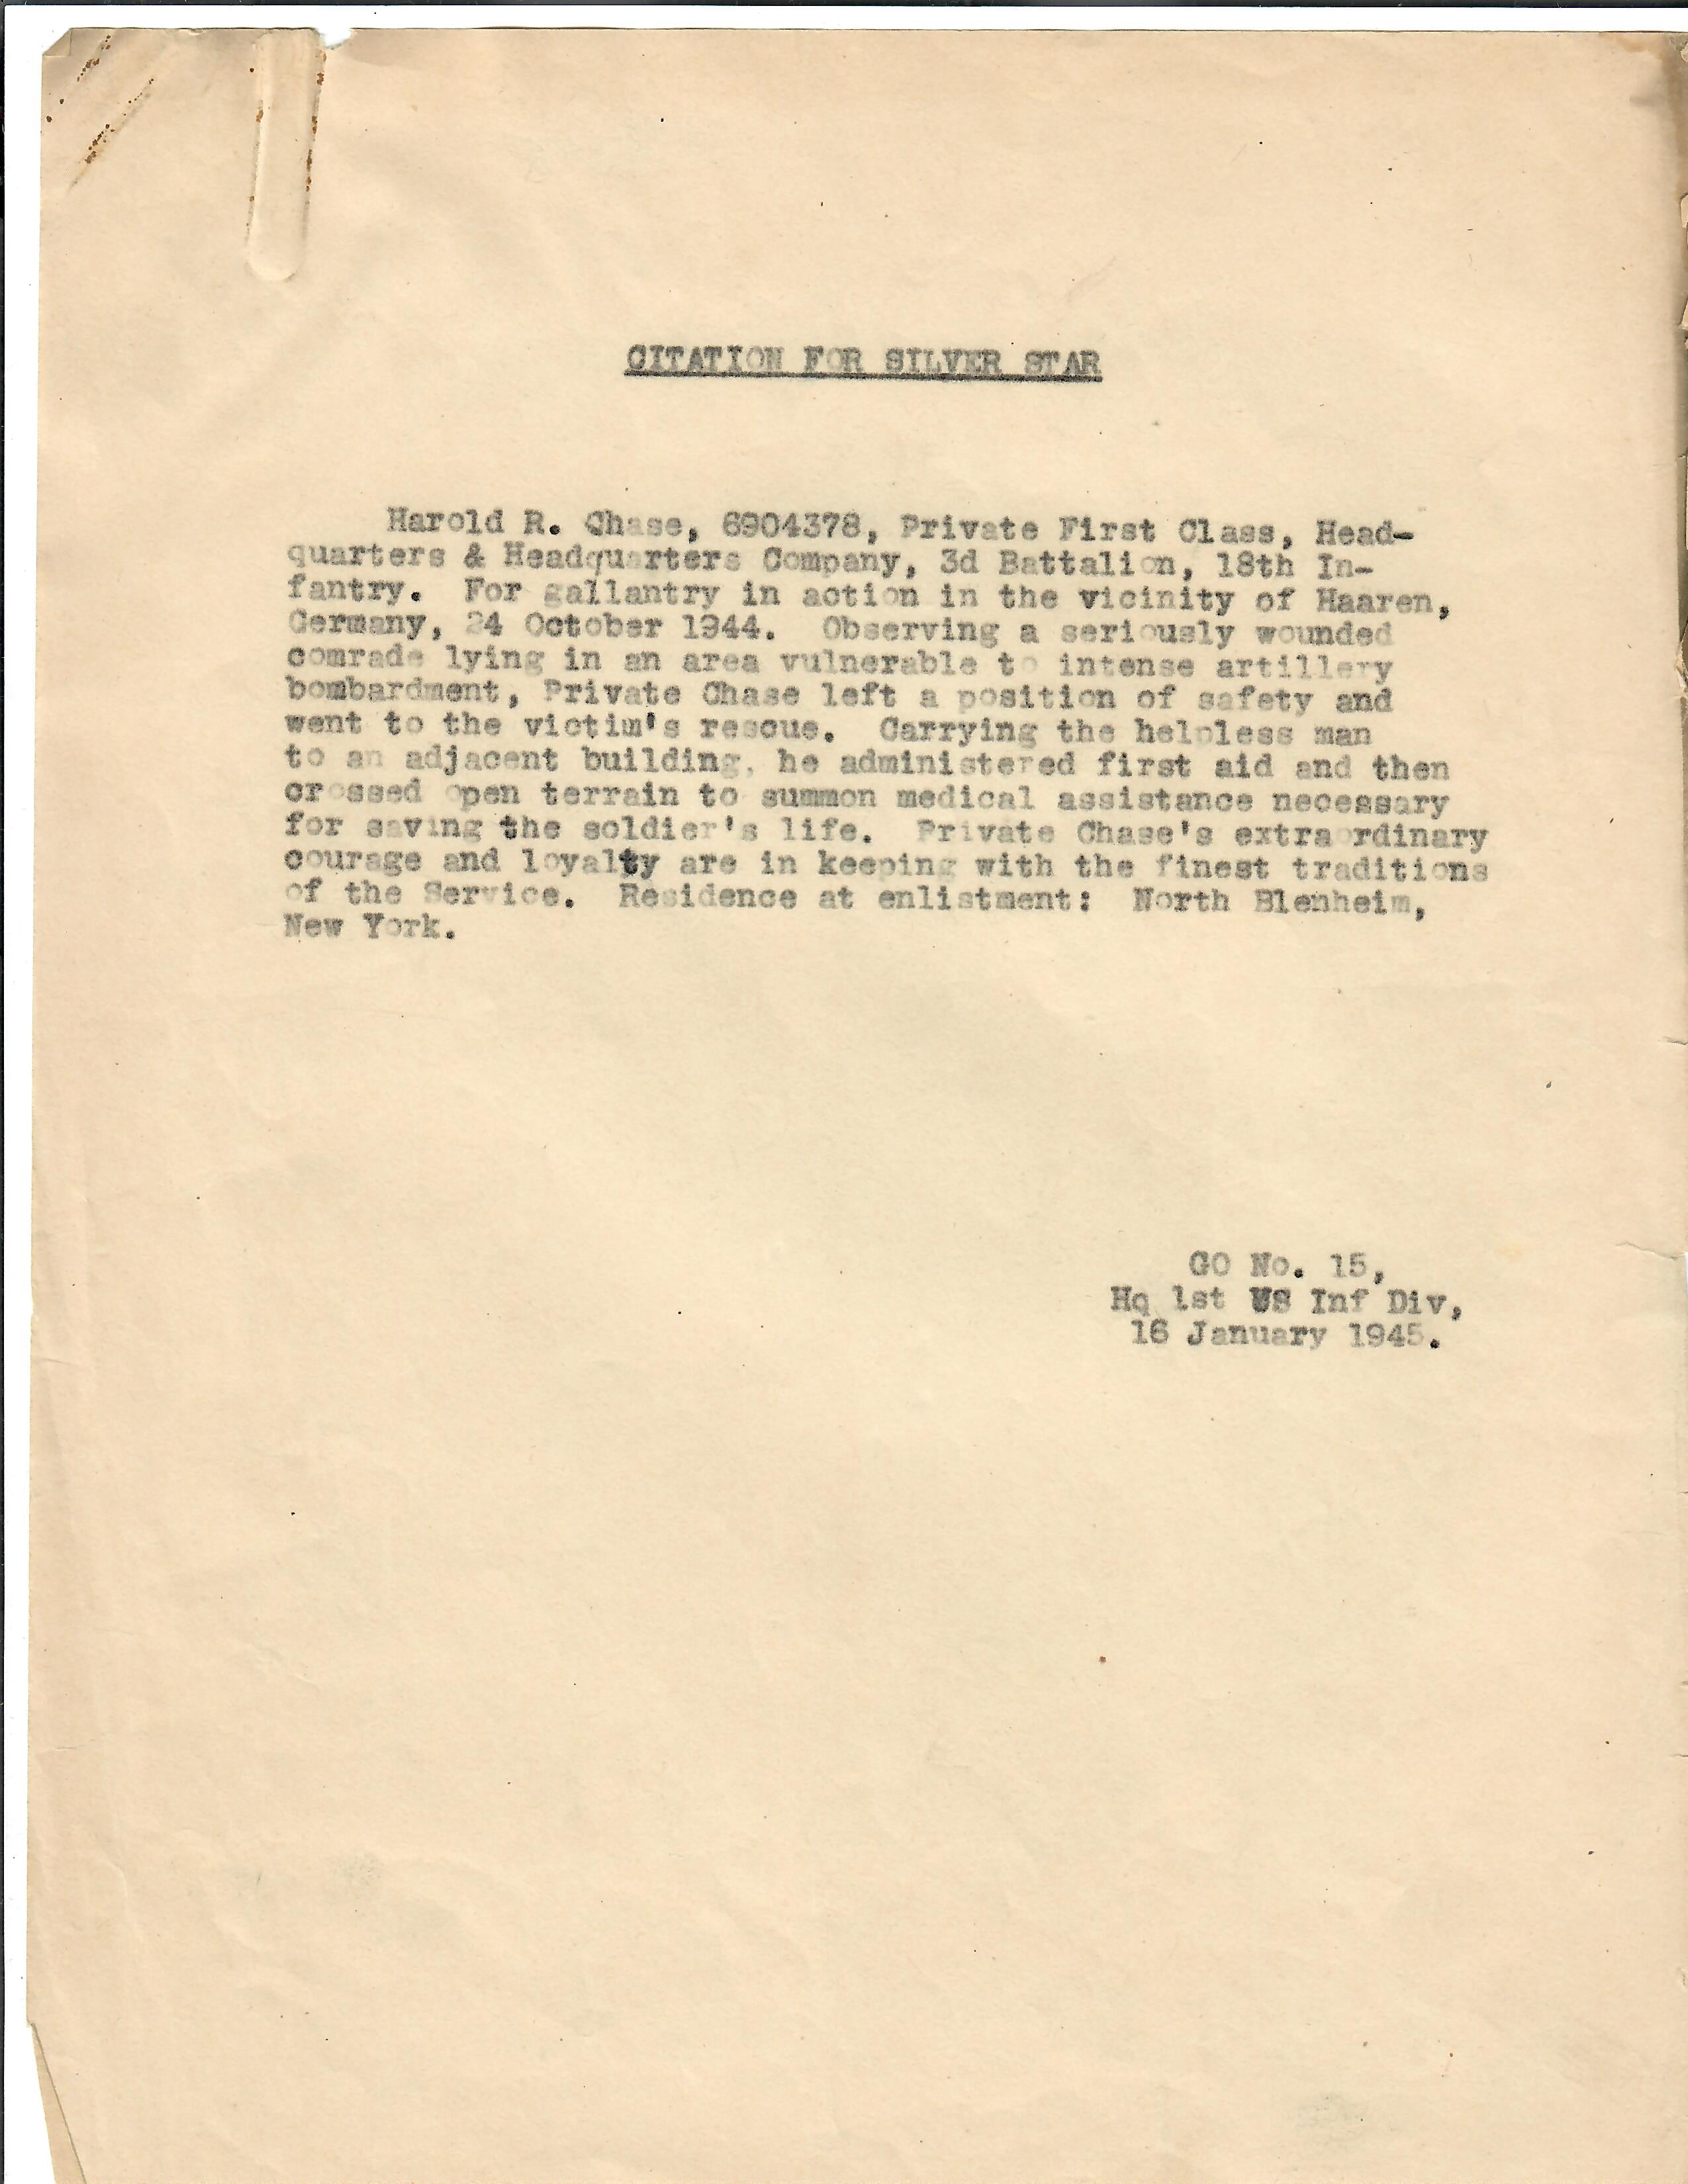 CITATION FOR SILVER STAR
Harold R. Chase, 6904378, Private First Class, Head-
quarters & Headquarters Company, 3d Battalion, 18th In-
fantry. For gallantry in action in the vicinity of Haaren,
Germany, 24 October 1944. Observing a seriously wounded
comrade lying in an area vulnerable to intense artillery
bombardment, Private Chase left a position of safety and
went to the victim's rescue. Carrying the helpless man
to an adjacent building, he administered first aid and then
crossed open terrain to summon medical assistance necessary
for saving the soldier's life. Private Chase's extraordinary
courage and loyalty are in keeping with the finest traditions
of the Service. Residence at enlistment: North Blenheim,
New York.
GO No. 15,
Hq 1st US Inf Div,
16 January 1945.